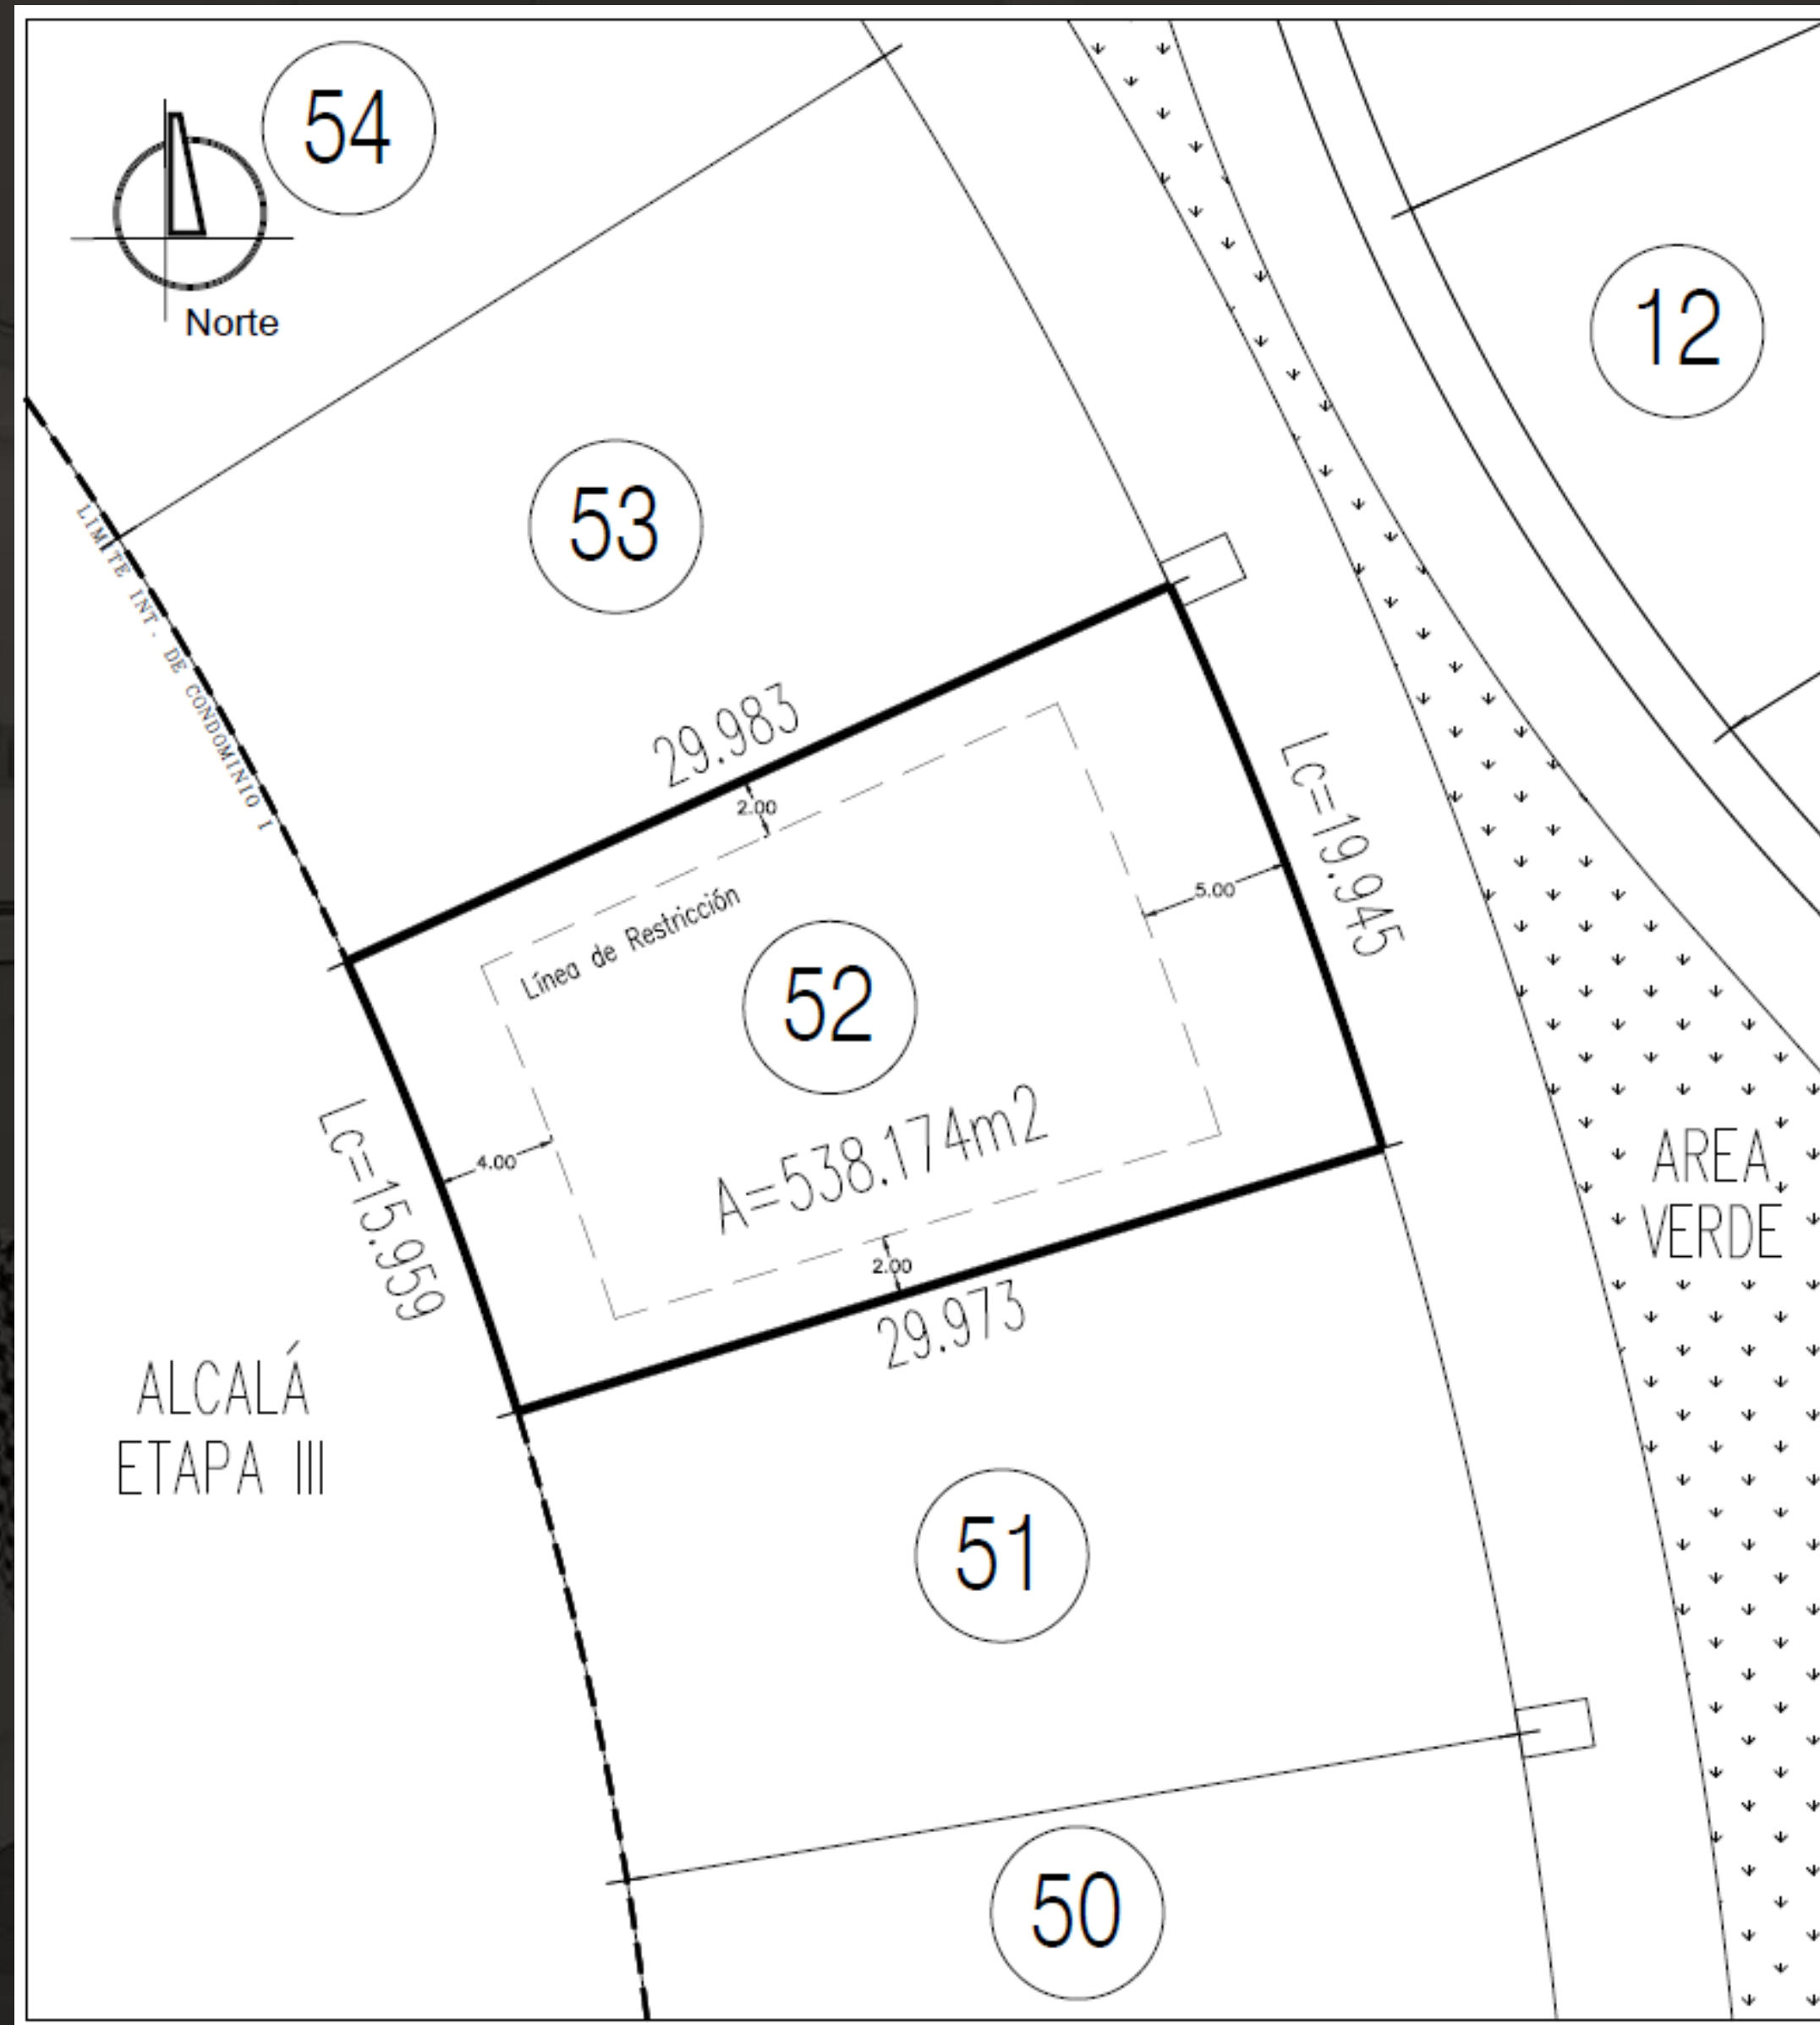 54
Norte
12
LIMITE INT. DE CONDOMINIO I
53
29.983
2.00
Lc=19.945
5.00
Línea de Restricción
52
A=538.174m2
4.00
Lc=15.959
2.00
29.973
AREA
VERDE
ALCALÁ
ETAPA III
51
50